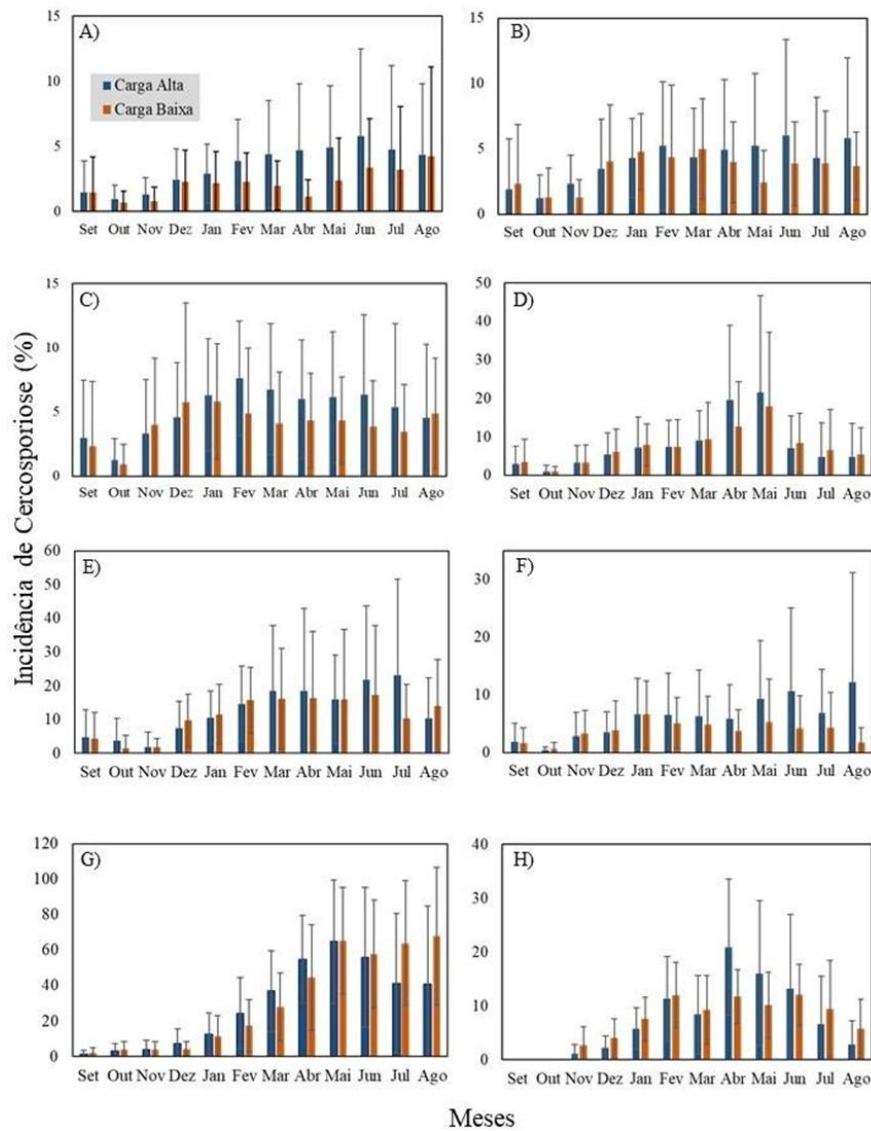 A)
15
10
5
0
Carga Alta
Carga Baixa
Set Out Nov Dez Jan Fev Mar Abr Mai Jun Jul Ago
B)
15
10
5
0
Set Out Nov Dez Jan Fev Mar Abr Mai Jun Jul Ago
Incidência de Cercosporiose (%)
C)
15
10
5
0
Set Out Nov Dez Jan Fev Mar Abr Mai Jun Jul Ago
D)
50
40
30
20
10
0
Set Out Nov Dez Jan Fev Mar Abr Mai Jun Jul Ago
E)
60
50
40
30
20
10
0
Set Out Nov Dez Jan Fev Mar Abr Mai Jun Jul Ago
F)
30
20
10
0
Set Out Nov Dez Jan Fev Mar Abr Mai Jun Jul Ago
G)
120
100
80
60
40
20
0
Set Out Nov Dez Jan Fev Mar Abr Mai Jun Jul Ago
H)
40
30
20
10
0
Set Out Nov Dez Jan Fev Mar Abr Mai Jun Jul Ago
Meses